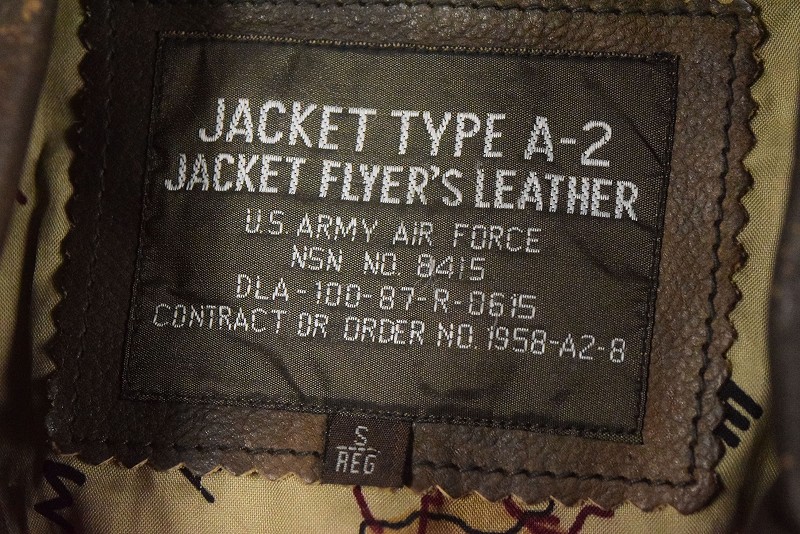 JACKET TYPE A-2
JACKET FLYER'S LEATHER
U.S. ARMY AIR FORCE
NSN NO. 8415
DLA-100-87-R-0615
CONTRACT OR ORDER NO. 1958-A2-8
S
REG